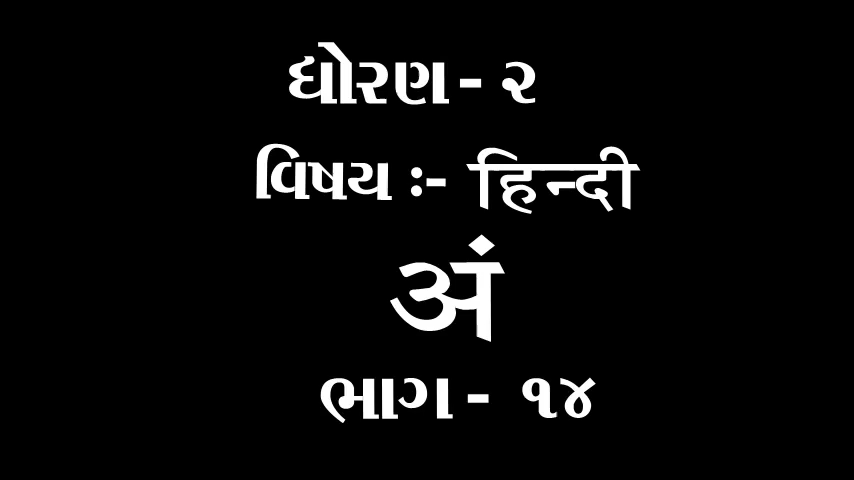 ધોરણ - ૨
વિષય :- हिन्दी
अं
ભાગ - ૧૪